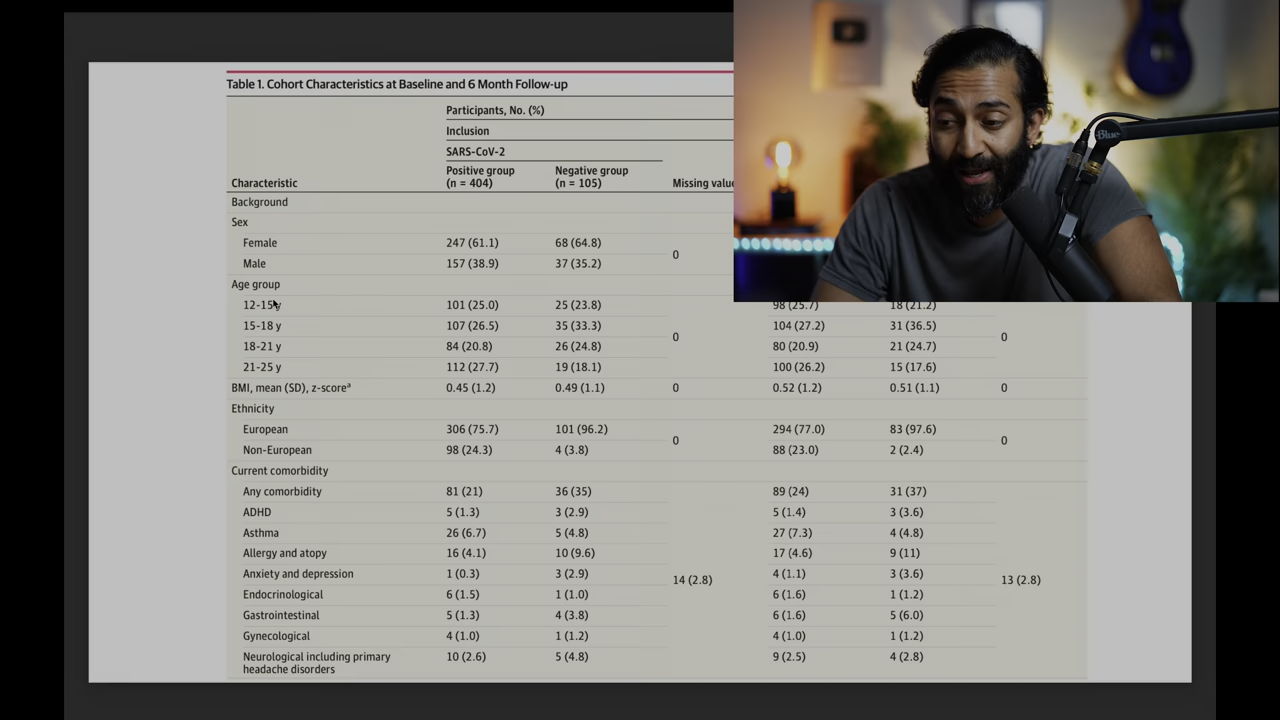 Table 1. Cohort Characteristics at Baseline and 6 Month Follow-up
Participants, No. (%)
Inclusion
SARS-CoV-2
Characteristic Positive group (n = 404) Negative group (n = 105) Missing value
Background
Sex
Female 247 (61.1) 68 (64.8) 0
Male 157 (38.9) 37 (35.2)
Age group
12-15 y 101 (25.0) 25 (23.8) 98 (25.7) 18 (21.2)
15-18 y 107 (26.5) 35 (33.3) 0 104 (27.2) 31 (36.5) 0
18-21 y 84 (20.8) 26 (24.8) 80 (20.9) 21 (24.7)
21-25 y 112 (27.7) 19 (18.1) 100 (26.2) 15 (17.6)
BMI, mean (SD), z-scoreᵃ 0.45 (1.2) 0.49 (1.1) 0 0.52 (1.2) 0.51 (1.1) 0
Ethnicity
European 306 (75.7) 101 (96.2) 0 294 (77.0) 83 (97.6) 0
Non-European 98 (24.3) 4 (3.8) 88 (23.0) 2 (2.4)
Current comorbidity
Any comorbidity 81 (21) 36 (35) 89 (24) 31 (37)
ADHD 5 (1.3) 3 (2.9) 5 (1.4) 3 (3.6)
Asthma 26 (6.7) 5 (4.8) 27 (7.3) 4 (4.8)
Allergy and atopy 16 (4.1) 10 (9.6) 17 (4.6) 9 (11)
Anxiety and depression 1 (0.3) 3 (2.9) 14 (2.8) 4 (1.1) 3 (3.6) 13 (2.8)
Endocrinological 6 (1.5) 1 (1.0) 6 (1.6) 1 (1.2)
Gastrointestinal 5 (1.3) 4 (3.8) 6 (1.6) 5 (6.0)
Gynecological 4 (1.0) 1 (1.2) 4 (1.0) 1 (1.2)
Neurological including primary 10 (2.6) 5 (4.8) 9 (2.5) 4 (2.8)
headache disorders
Blue